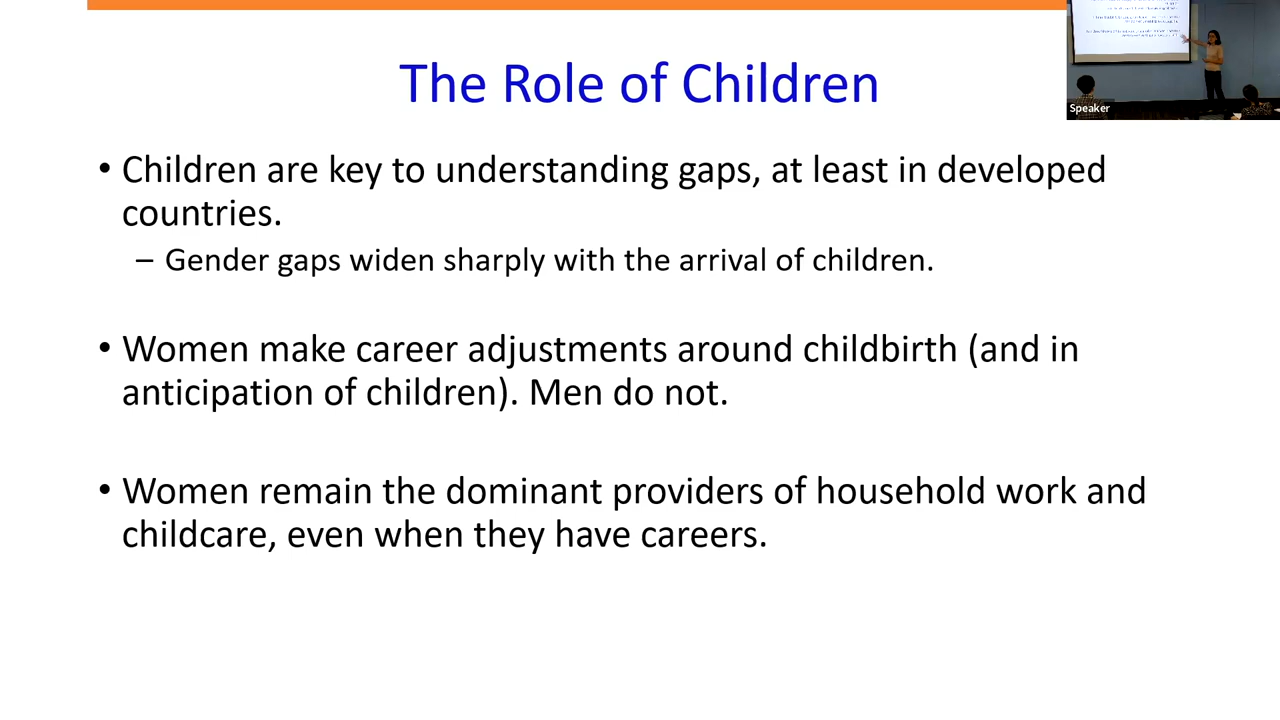 The Role of Children
Speaker
• Children are key to understanding gaps, at least in developed
countries.
– Gender gaps widen sharply with the arrival of children.
• Women make career adjustments around childbirth (and in
anticipation of children). Men do not.
• Women remain the dominant providers of household work and
childcare, even when they have careers.